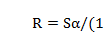 R = Sα/(1